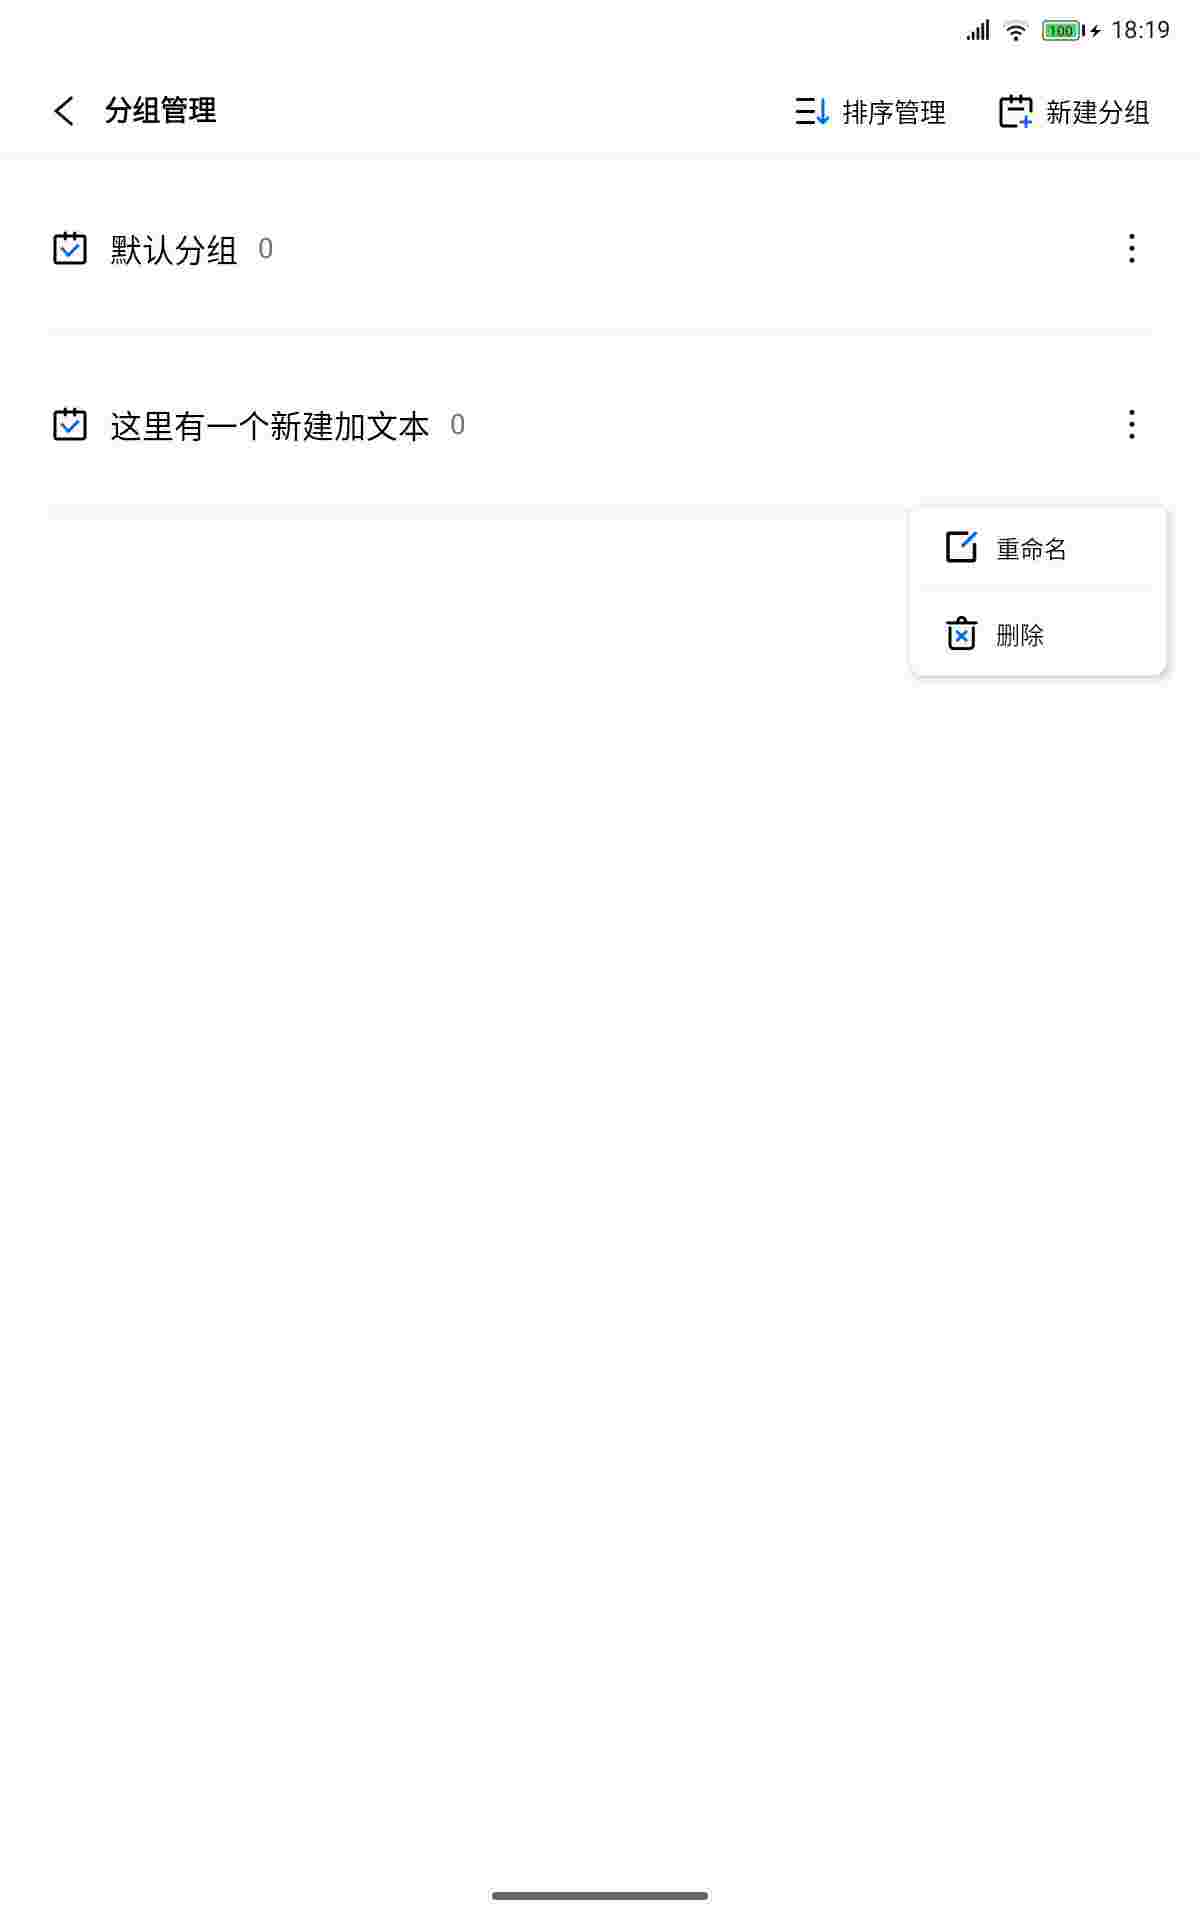 100 18:19
分组管理 排序管理 新建分组
默认分组 0
这里有一个新建加文本 0
重命名
删除